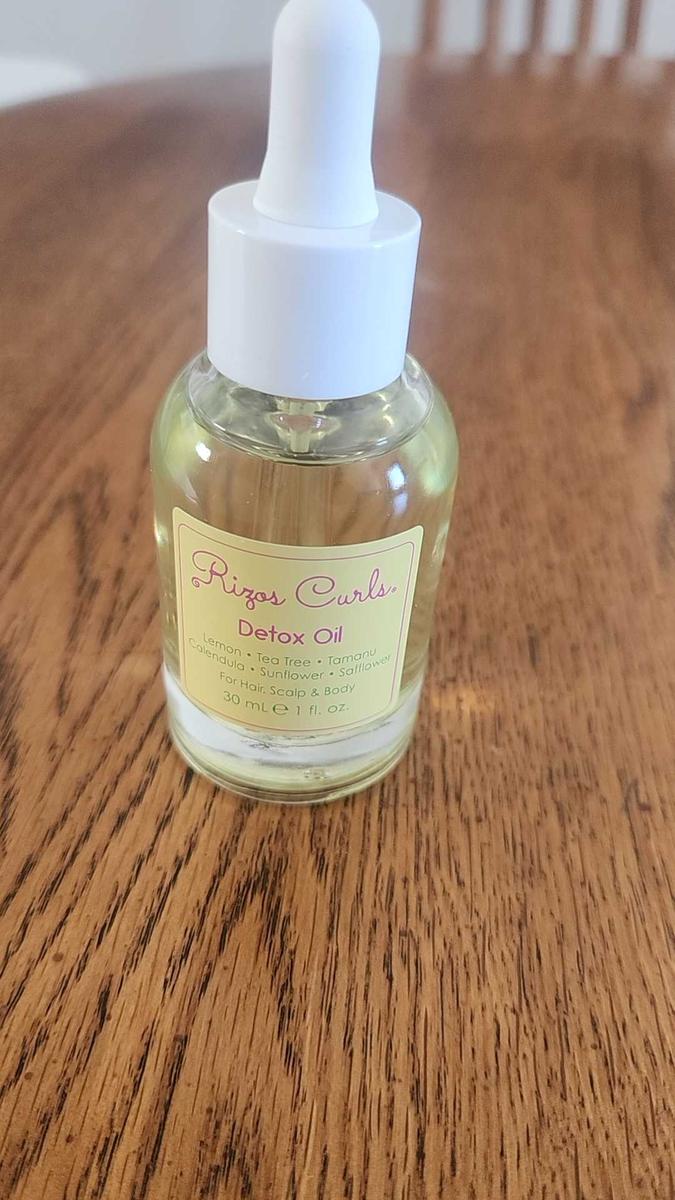 Rizos Curls®
Detox Oil
Lemon • Tea Tree • Tamanu
Calendula • Sunflower • Safflower
For Hair, Scalp & Body
30 mL ℮ 1 fl. oz.